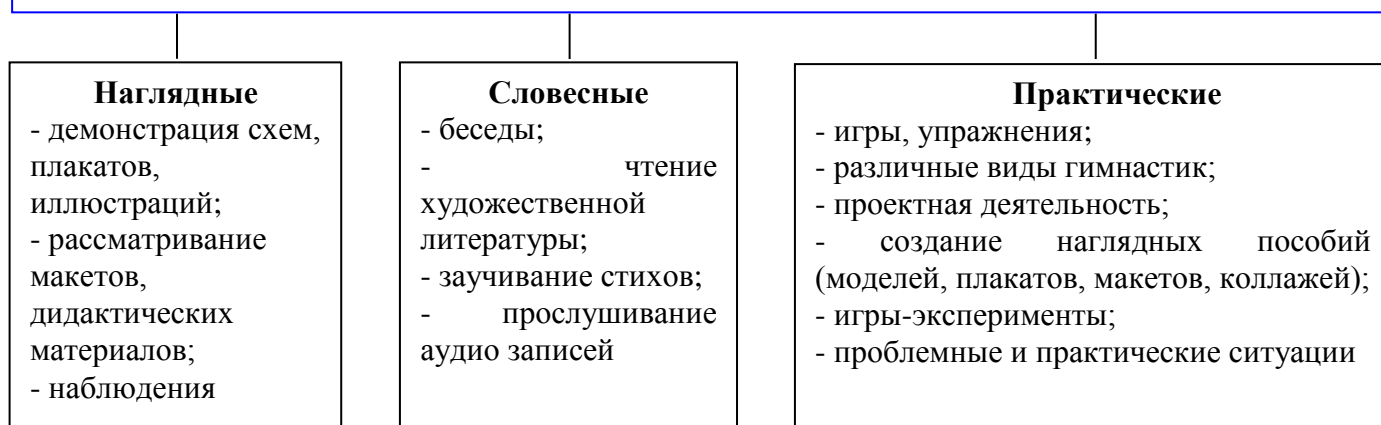 Наглядные
- демонстрация схем,
плакатов,
иллюстраций;
- рассматривание
макетов,
дидактических
материалов;
- наблюдения
Словесные
- беседы;
- чтение
художественной
литературы;
- заучивание стихов;
- прослушивание
аудио записей
Практические
- игры, упражнения;
- различные виды гимнастик;
- проектная деятельность;
- создание наглядных пособий
(моделей, плакатов, макетов, коллажей);
- игры-эксперименты;
- проблемные и практические ситуации